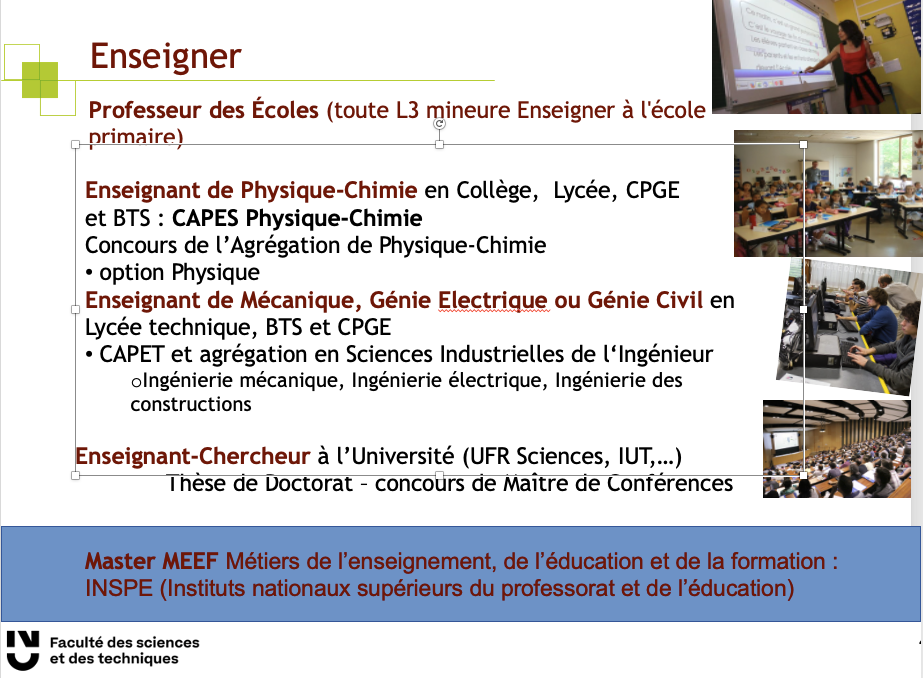 Enseigner
Professeur des Écoles (toute L3 mineure Enseigner à l'école
primaire)
Enseignant de Physique-Chimie en Collège, Lycée, CPGE
et BTS : CAPES Physique-Chimie
Concours de l’Agrégation de Physique-Chimie
• option Physique
Enseignant de Mécanique, Génie Electrique ou Génie Civil en
Lycée technique, BTS et CPGE
• CAPET et agrégation en Sciences Industrielles de l‘Ingénieur
oIngénierie mécanique, Ingénierie électrique, Ingénierie des
constructions
Enseignant-Chercheur à l’Université (UFR Sciences, IUT,…)
Thèse de Doctorat – concours de Maître de Conférences
Master MEEF Métiers de l’enseignement, de l’éducation et de la formation :
INSPE (Instituts nationaux supérieurs du professorat et de l’éducation)
Faculté des sciences
et des techniques